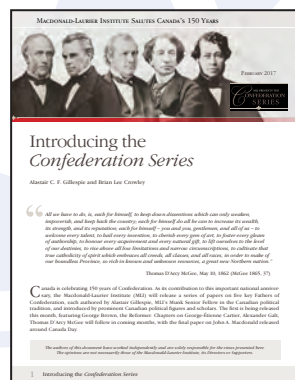 MACDONALD-LAURIER INSTITUTE SALUTES CANADA'S 150 YEARS
FEBRUARY 2017
CONFEDERATION
SERIES
Introducing the
Confederation Series
Alastair C. F. Gillespie and Brian Lee Crowley
“All we have to do, is, each for himself, to keep down dissentions which can only weaken,
impoverish, and keep back the country; each for himself do all he can to increase its wealth,
its strength, and its reputation; each for himself – you and you, gentlemen, and all of us – to
welcome every talent, to hail every invention, to cherish every gem of art, to foster every gleam
of authorship, to honour every acquirement and every natural gift, to lift ourselves to the level
of our destinies, to rise above all low limitations and narrow circumscriptions, to cultivate that
true catholicity of spirit which embraces all creeds, all classes, and all races, in order to make of
our boundless Province, so rich in known and unknown resources, a great new Northern nation.”
Thomas D'Arcy McGee, May 10, 1862 (McGee 1865, 37)
Canada is celebrating 150 years of Confederation. As its contribution to this important national anniver-
sary, the Macdonald-Laurier Institute (MLI) will release a series of papers on five key Fathers of
Confederation, each authored by Alastair Gillespie, MLI's Munk Senior Fellow in the Canadian political
tradition, and introduced by prominent Canadian political figures and scholars. The first is being released
this month, featuring George Brown, the Reformer. Chapters on George-Étienne Cartier, Alexander Galt,
Thomas D'Arcy McGee will follow in coming months, with the final paper on John A. Macdonald released
around Canada Day.
The authors of this document have worked independently and are solely responsible for the views presented here.
The opinions are not necessarily those of the Macdonald-Laurier Institute, its Directors or Supporters.
1 Introducing the Confederation Series